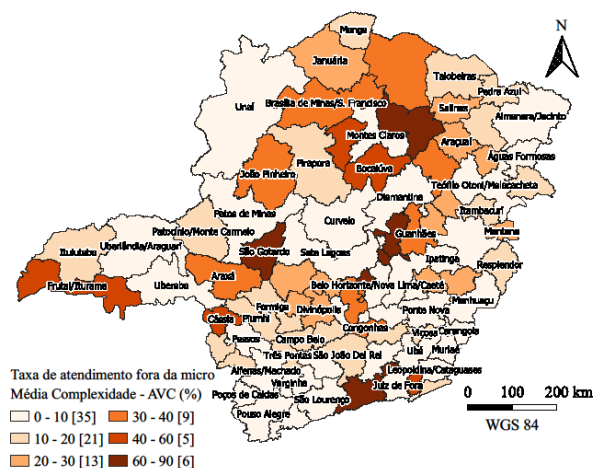 N
Mungu
Januária
Taiobeiras
Pedra Azul
Unaí
Brasília de Minas/S. Francisco
Salinas
Almenara/Jacinto
Montes Claros
Araçuaí
Pirapora
Águas Formosas
João Pinheiro
Bocaiúva
Teófilo Otoni/Malacacheta
Diamantina
Patos de Minas
Curvelo
Itambacuri
Patrocínio/Monte Carmelo
Guanhães
Mantena
Uberlândia/Araguari
São Gotardo
Sete Lagoas
Ipatinga
Ituiutaba
Resplendor
Araxá
Belo Horizonte/Nova Lima/Caeté
Frutal/Iturama
Uberaba
Manhuaçu
Formiga
Divinópolis
Ponte Nova
Cássia
Piumhi
Congonhas
Viçosa
Carangola
Passos
Campo Belo
Ubá
Muriaé
Três Pontas
São João Del Rei
Leopoldina/Cataguases
Alfenas/Machado
Juiz de Fora
Varginha
Poços de Caldas
São Lourenço
Pouso Alegre
Taxa de atendimento fora da micro
Média Complexidade - AVC (%)
0 - 10 [35]
30 - 40 [9]
10 - 20 [21]
40 - 60 [5]
20 - 30 [13]
60 - 90 [6]
0 100 200 km
WGS 84